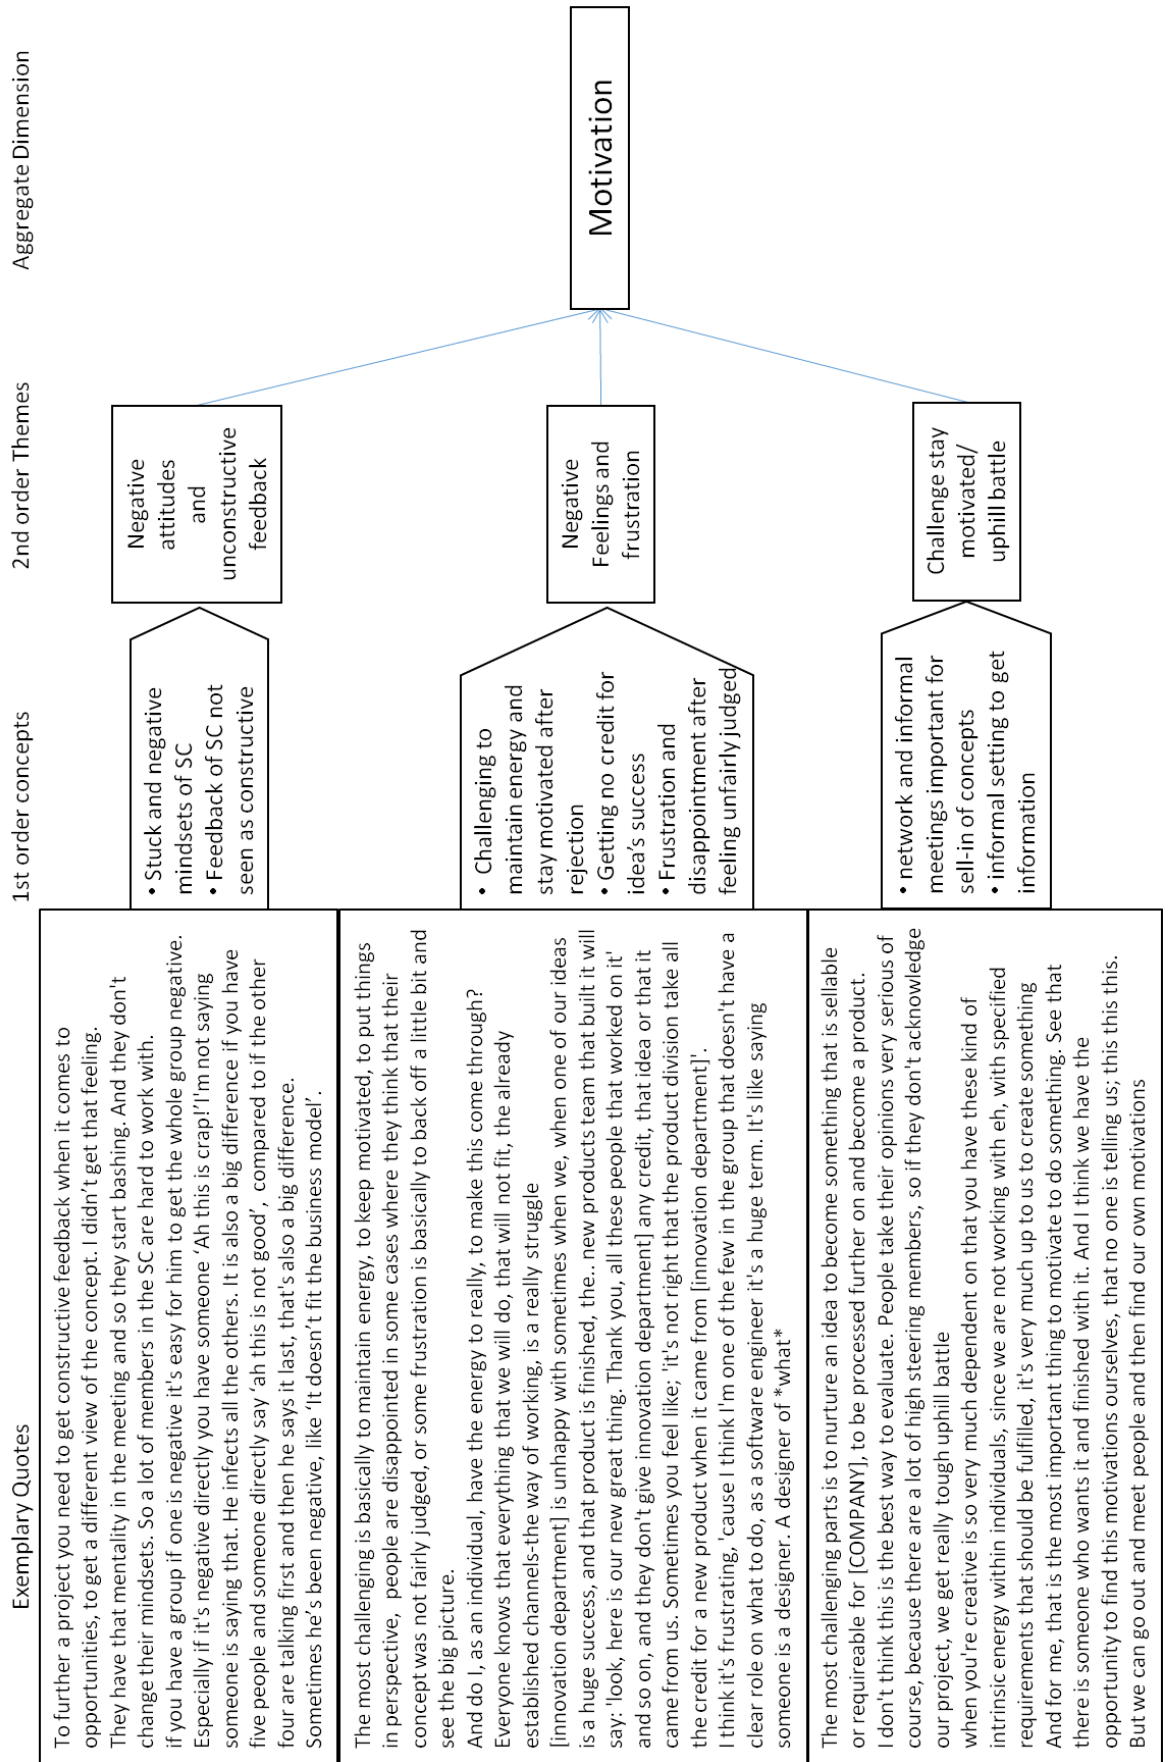 Exemplary Quotes
1st order concepts
2nd order Themes
Aggregate Dimension
To further a project you need to get constructive feedback when it comes to
opportunities, to get a different view of the concept. I didn't get that feeling.
They have that mentality in the meeting and so they start bashing. And they don't
change their mindsets. So a lot of members in the SC are hard to work with.
if you have a group if one is negative it's easy for him to get the whole group negative.
Especially if it's negative directly you have someone ‘Ah this is crap!’I'm not saying
someone is saying that. He infects all the others. It is also a big difference if you have
five people and someone directly say ‘ah this is not good’, compared to if the other
four are talking first and then he says it last, that's also a big difference.
Sometimes he’s been negative, like ‘It doesn’t fit the business model’.
• Stuck and negative
mindsets of SC
• Feedback of SC not
seen as constructive
Negative
attitudes
and
unconstructive
feedback
The most challenging is basically to maintain energy, to keep motivated, to put things
in perspective, people are disappointed in some cases where they think that their
concept was not fairly judged, or some frustration is basically to back off a little bit and
see the big picture.
And do I, as an individual, have the energy to really, to make this come through?
Everyone knows that everything that we will do, that will not fit, the already
established channels-the way of working, is a really struggle
[innovation department] is unhappy with sometimes when we, when one of our ideas
is a huge success, and that product is finished, the.. new products team that built it will
say: 'look, here is our new great thing. Thank you, all these people that worked on it'
and so on, and they don't give innovation department] any credit, that idea or that it
came from us. Sometimes you feel like; 'it's not right that the product division take all
the credit for a new product when it came from [innovation department]'.
I think it's frustrating, 'cause I think I'm one of the few in the group that doesn't have a
clear role on what to do, as a software engineer it's a huge term. It's like saying
someone is a designer. A designer of *what*
• Challenging to
maintain energy and
stay motivated after
rejection
• Getting no credit for
idea’s success
• Frustration and
disappointment after
feeling unfairly judged
Negative
Feelings and
frustration
Motivation
The most challenging parts is to nurture an idea to become something that is sellable
or requireable for [COMPANY], to be processed further on and become a product.
I don't think this is the best way to evaluate. People take their opinions very serious of
course, because there are a lot of high steering members, so if they don't acknowledge
our project, we get really tough uphill battle
when you're creative is so very much dependent on that you have these kind of
intrinsic energy within individuals, since we are not working with eh, with specified
requirements that should be fulfilled, it's very much up to us to create something
And for me, that is the most important thing to motivate to do something. See that
there is someone who wants it and finished with it. And I think we have the
opportunity to find this motivations ourselves, that no one is telling us; this this this.
But we can go out and meet people and then find our own motivations
• network and informal
meetings important for
sell-in of concepts
• informal setting to get
information
Challenge stay
motivated/
uphill battle